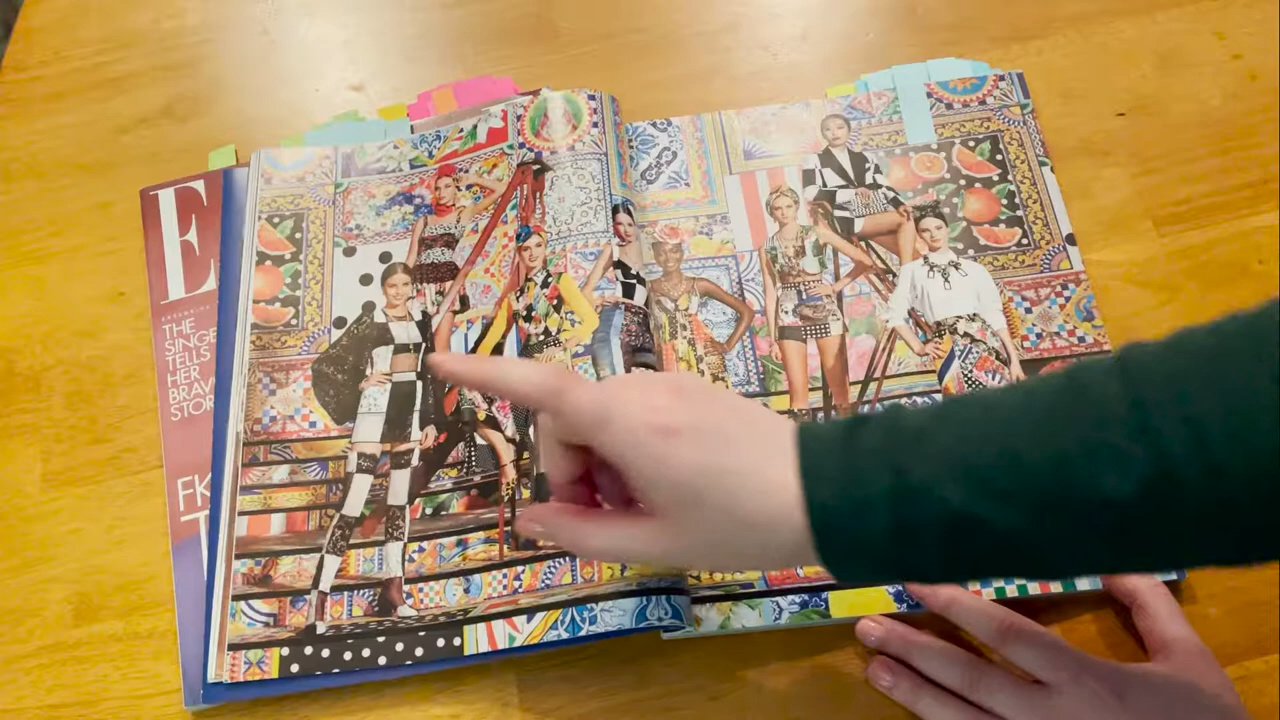 E
THE
SINGE
TELLS
HER
BRAV
STOR
FK
T